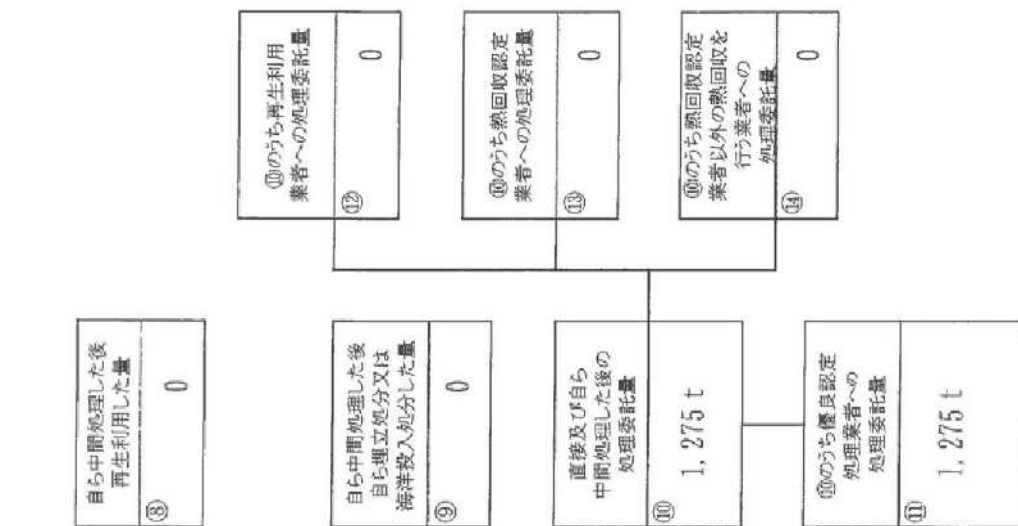 自ら中間処理した後
再生利用した量
⑧ 0
自ら中間処理した後
自ら埋立処分又は
海洋投入処分した量
⑨ 0
直接及び自ら
中間処理した後の
処理委託量
⑩ 1,275 t
⑩のうち優良認定
処理業者への
処理委託量
⑪ 1,275 t
⑩のうち再生利用
業者への処理委託量
⑫ 0
⑩のうち熱回収認定
業者への処理委託量
⑬ 0
⑩のうち熱回収認定
業者以外の熱回収を
行う業者への
処理委託量
⑭ 0